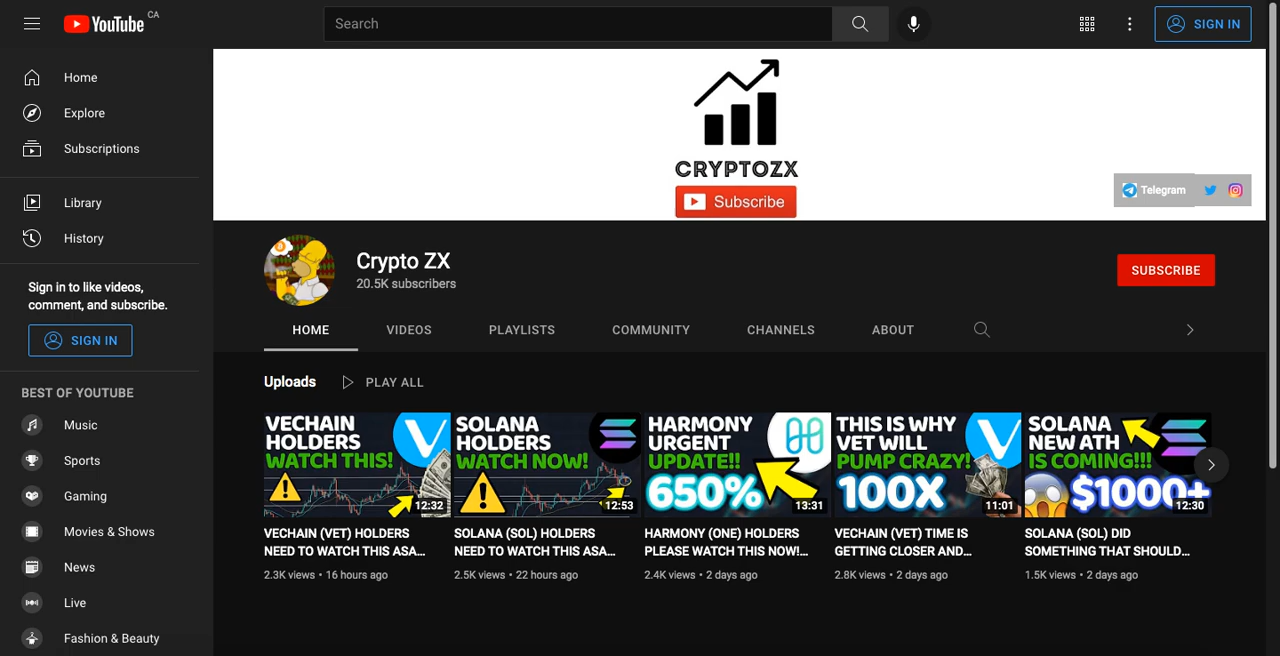 YouTube CA
Search
SIGN IN
Home
Explore
Subscriptions
Library
History
Sign in to like videos,
comment, and subscribe.
SIGN IN
BEST OF YOUTUBE
Music
Sports
Gaming
Movies & Shows
News
Live
Fashion & Beauty
CRYPTOZX
Subscribe
Telegram
Crypto ZX
20.5K subscribers
SUBSCRIBE
HOME
VIDEOS
PLAYLISTS
COMMUNITY
CHANNELS
ABOUT
Uploads
PLAY ALL
VECHAIN
HOLDERS
WATCH THIS!
12:32
VECHAIN (VET) HOLDERS
NEED TO WATCH THIS ASA...
2.3K views • 16 hours ago
SOLANA
HOLDERS
WATCH NOW!
12:53
SOLANA (SOL) HOLDERS
NEED TO WATCH THIS ASA...
2.5K views • 22 hours ago
HARMONY
URGENT
UPDATE!!
650%
13:31
HARMONY (ONE) HOLDERS
PLEASE WATCH THIS NOW!...
2.4K views • 2 days ago
THIS IS WHY
VET WILL
PUMP CRAZY!
100X
11:01
VECHAIN (VET) TIME IS
GETTING CLOSER AND...
2.8K views • 2 days ago
SOLANA
NEW ATH
IS COMING!!!
$1000+
12:30
SOLANA (SOL) DID
SOMETHING THAT SHOULD...
1.5K views • 2 days ago